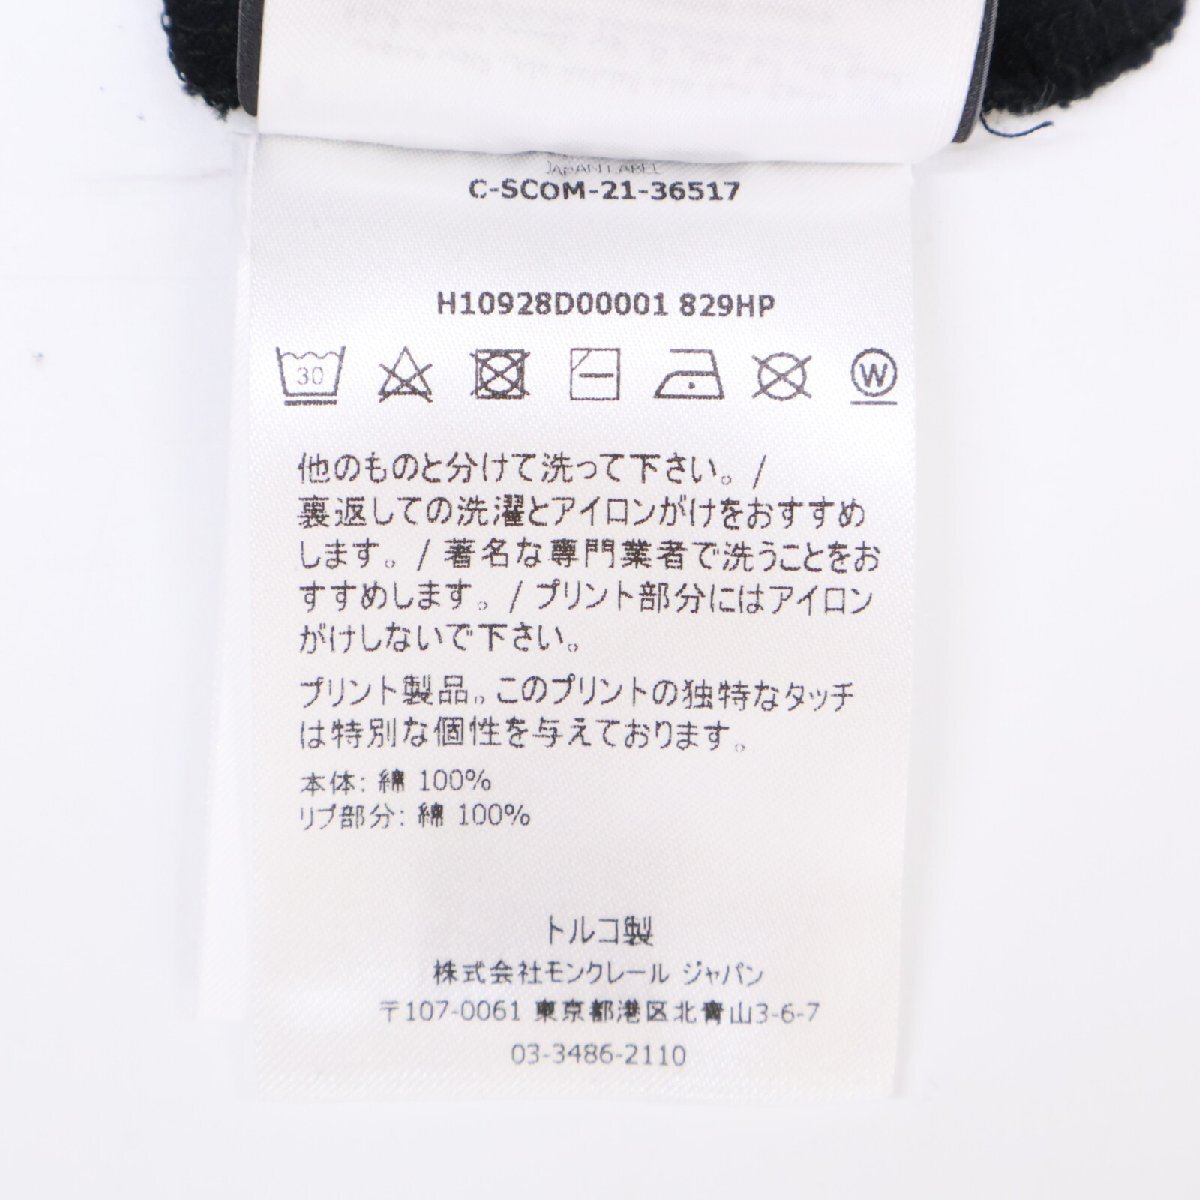 JAPAN LABEL
C-SCOM-21-36517
H10928D00001 829HP
30
W
他のものと分けて洗って下さい。/
裏返しての洗濯とアイロンがけをおすすめ
します。/ 著名な専門業者で洗うことをお
すすめします。/ プリント部分にはアイロン
がけしないで下さい。
プリント製品。このプリントの独特なタッチ
は特別な個性を与えております。
本体: 綿 100%
リブ部分: 綿 100%
トルコ製
株式会社モンクレール ジャパン
〒107-0061 東京都港区北青山3-6-7
03-3486-2110